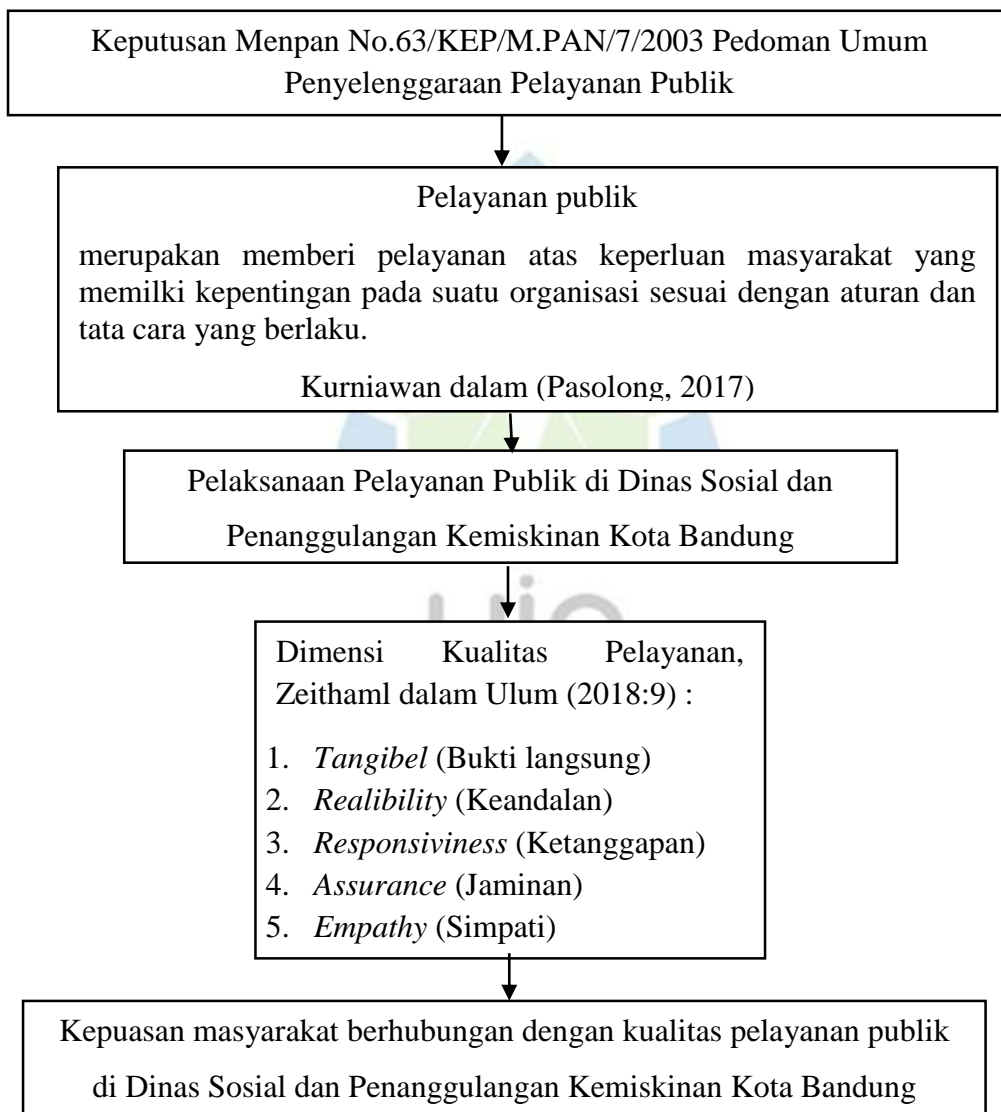 Keputusan Menpan No.63/KEP/M.PAN/7/2003 Pedoman Umum
Penyelenggaraan Pelayanan Publik
Pelayanan publik
merupakan memberi pelayanan atas keperluan masyarakat yang
memilki kepentingan pada suatu organisasi sesuai dengan aturan dan
tata cara yang berlaku.
Kurniawan dalam (Pasolong, 2017)
Pelaksanaan Pelayanan Publik di Dinas Sosial dan
Penanggulangan Kemiskinan Kota Bandung
Dimensi Kualitas Pelayanan,
Zeithaml dalam Ulum (2018:9) :
1. Tangibel (Bukti langsung)
2. Realibility (Keandalan)
3. Responsiviness (Ketanggapan)
4. Assurance (Jaminan)
5. Empathy (Simpati)
Kepuasan masyarakat berhubungan dengan kualitas pelayanan publik
di Dinas Sosial dan Penanggulangan Kemiskinan Kota Bandung